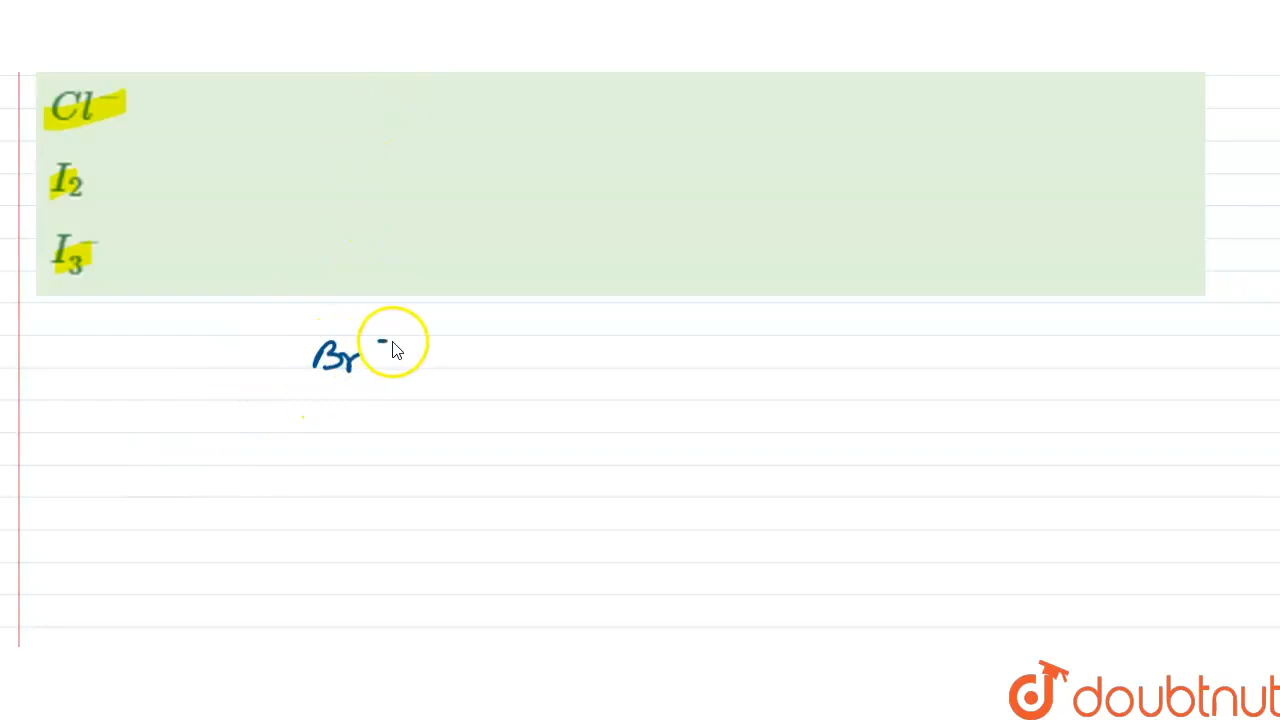 Cl⁻
I₂
I₃⁻
Br⁻
doubtnut